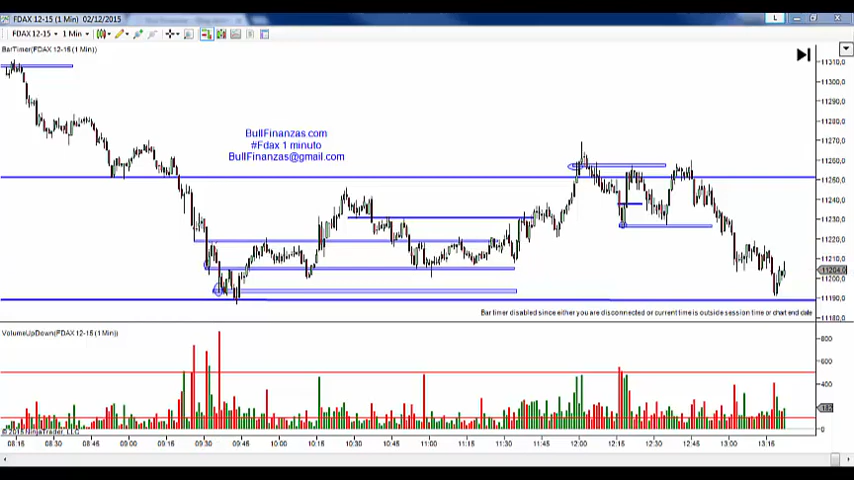 FDAX 12-15 (1 Min)  02/12/2015
FDAX 12-15  1 Min
BarTimer(FDAX 12-15 (1 Min))
L
BullFinanzas.com
#Fdax 1 minuto
BullFinanzas@gmail.com
11310,0
11300,0
11290,0
11280,0
11270,0
11260,0
11250,0
11240,0
11230,0
11220,0
11210,0
11204,0
11190,0
11180,0
Bar timer disabled since either you are disconnected or current time is outside session time or chart end date
VolumeUpDown(FDAX 12-15 (1 Min))
800
600
400
182
0
© 2015 NinjaTrader, LLC
08:15 08:30 08:45 09:00 09:15 09:30 09:45 10:00 10:15 10:30 10:45 11:00 11:15 11:30 11:45 12:00 12:15 12:30 12:45 13:00 13:15